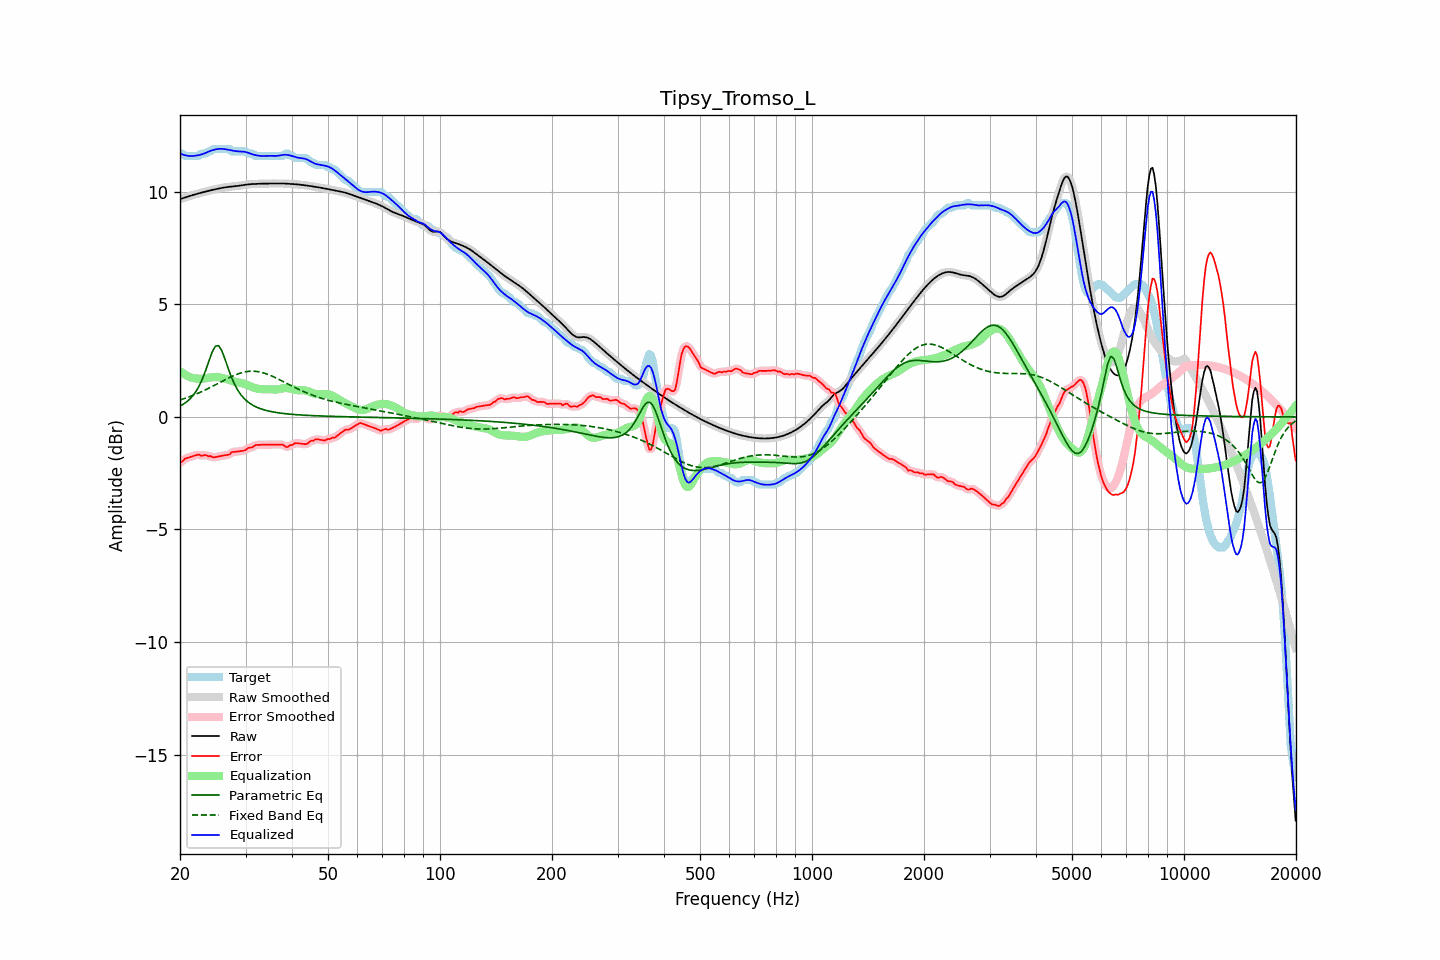 Tipsy_Tromso_L
Amplitude (dBr)
10
5
0
−5
−10
−15
Target
Raw Smoothed
Error Smoothed
Raw
Error
Equalization
Parametric Eq
Fixed Band Eq
Equalized
20 50 100 200 500 1000 2000 5000 10000 20000
Frequency (Hz)